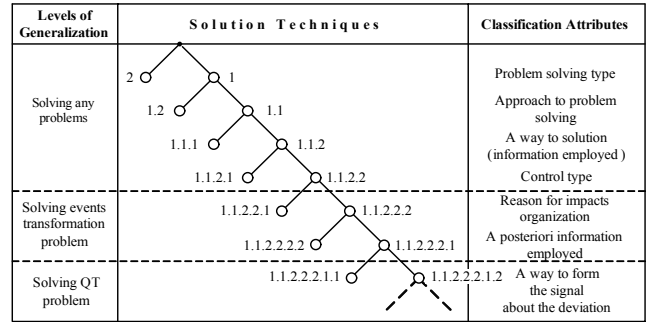 Levels of
Generalization
Solution Techniques
Classification Attributes
2
1
Problem solving type
Solving any
problems
1.2
1.1
Approach to problem
solving
1.1.1
1.1.2
A way to solution
(information employed )
1.1.2.1
1.1.2.2
Control type
Solving events
transformation
problem
1.1.2.2.1
1.1.2.2.2
Reason for impacts
organization
1.1.2.2.2.2
1.1.2.2.2.1
A posteriori information
employed
Solving QT
problem
1.1.2.2.2.1.1
1.1.2.2.2.1.2
A way to form
the signal
about the deviation